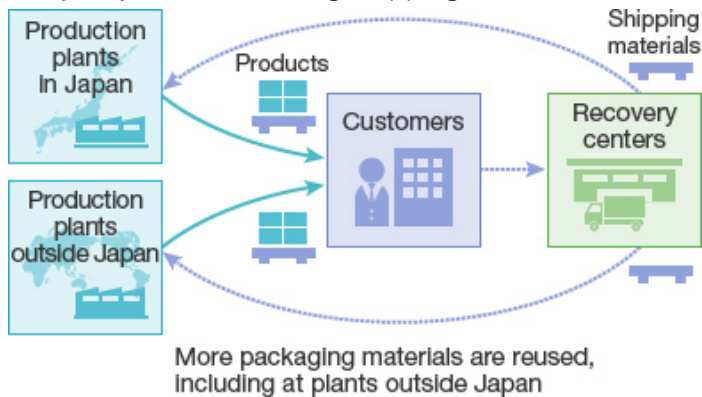 Production
plants
in Japan
Products
Shipping
materials
Customers
Recovery
centers
Production
plants
outside Japan
More packaging materials are reused,
including at plants outside Japan